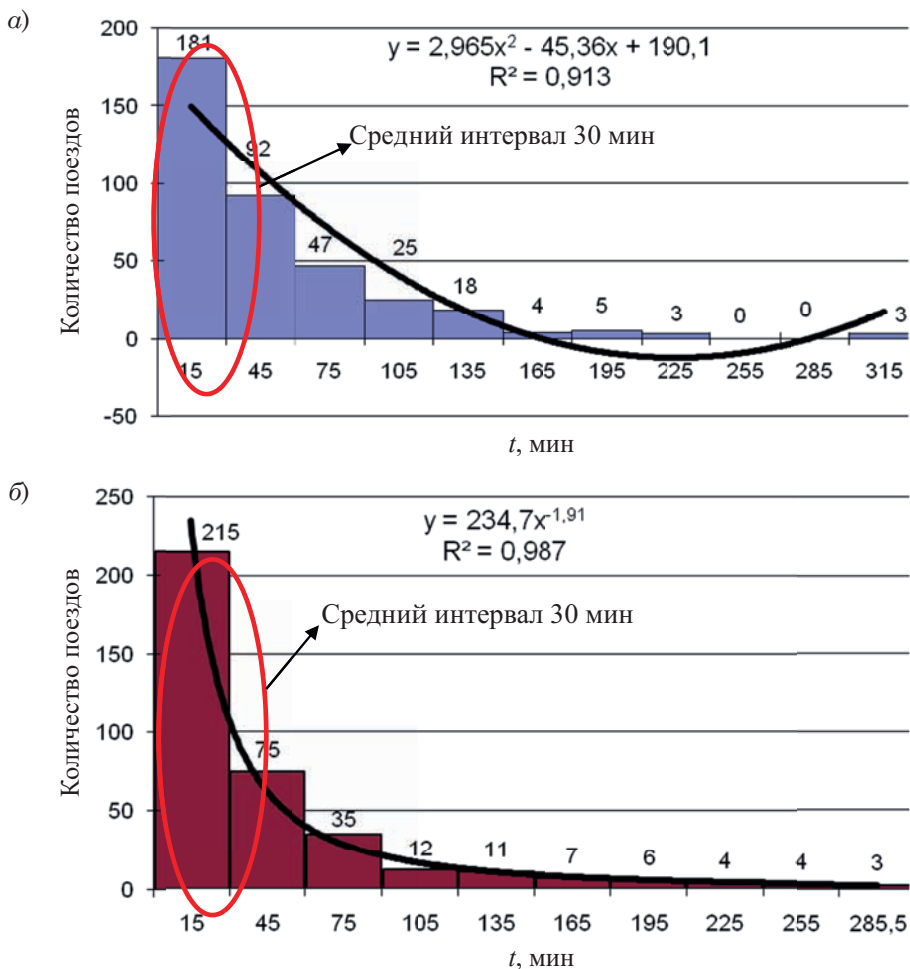 а)
200
150
100
50
0
-50
Количество поездов
y = 2,965x² - 45,36x + 190,1
R² = 0,913
Средний интервал 30 мин
181
92
47
25
18
4
5
3
0
0
3
15 45 75 105 135 165 195 225 255 285 315
t, мин
б)
250
200
150
100
50
0
Количество поездов
y = 234,7x⁻¹,⁹¹
R² = 0,987
Средний интервал 30 мин
215
75
35
12
11
7
6
4
4
3
15 45 75 105 135 165 195 225 255 285,5
t, мин